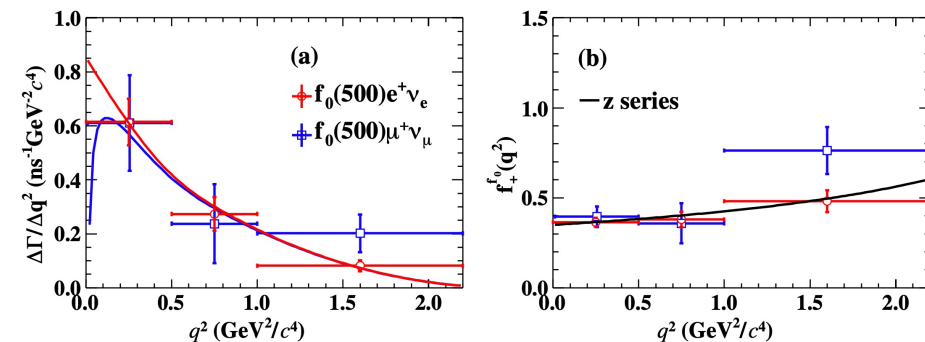 1.0
0.8
0.6
0.4
0.2
0.0
0.0 0.5 1.0 1.5 2.0
ΔΓ/Δq² (ns⁻¹GeV⁻²c⁴)
q² (GeV²/c⁴)
(a)
f₀(500)e⁺νₑ
f₀(500)μ⁺ν_μ
1.5
1.0
0.5
0.0
0.0 0.5 1.0 1.5 2.0
f₊^f₀(q²)
q² (GeV²/c⁴)
(b)
z series